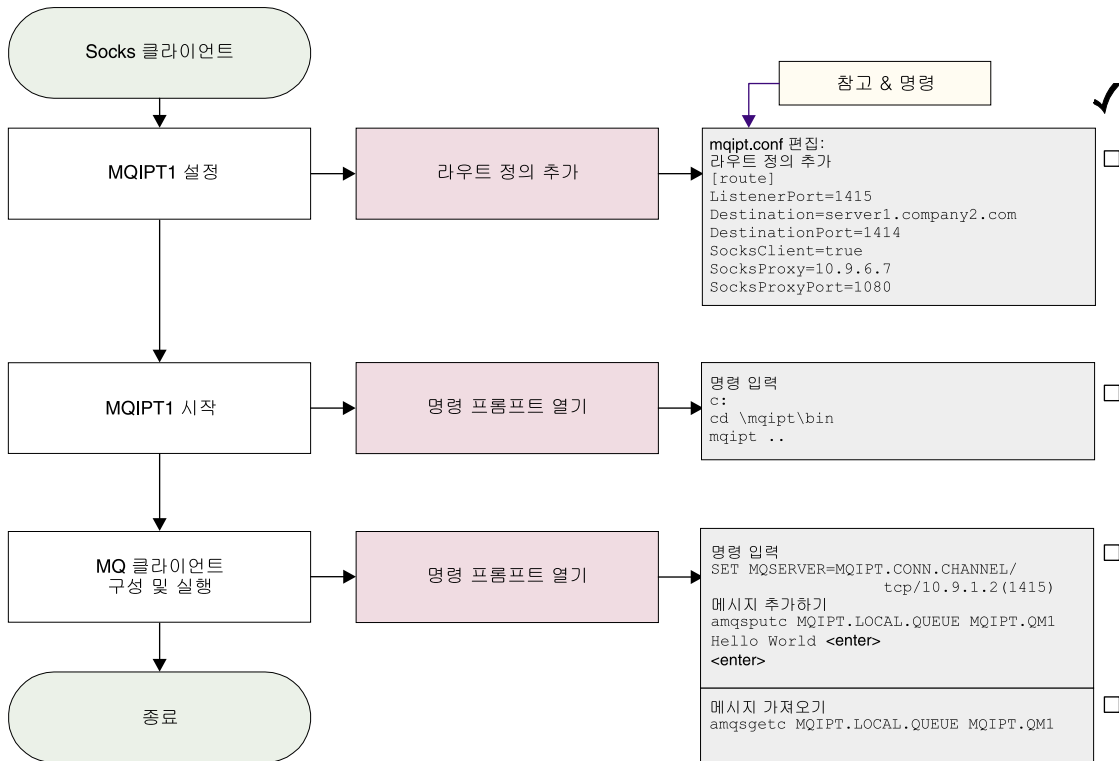 Socks 클라이언트
참고 & 명령
MQIPT1 설정
라우트 정의 추가
mqipt.conf 편집:
라우트 정의 추가
[route]
ListenerPort=1415
Destination=server1.company2.com
DestinationPort=1414
SocksClient=true
SocksProxy=10.9.6.7
SocksProxyPort=1080
MQIPT1 시작
명령 프롬프트 열기
명령 입력
c:
cd \mqipt\bin
mqipt ..
MQ 클라이언트
구성 및 실행
명령 프롬프트 열기
명령 입력
SET MQSERVER=MQIPT.CONN.CHANNEL/
tcp/10.9.1.2(1415)
메시지 추가하기
amqsputc MQIPT.LOCAL.QUEUE MQIPT.QM1
Hello World <enter>
<enter>
종료
메시지 가져오기
amqsgetc MQIPT.LOCAL.QUEUE MQIPT.QM1